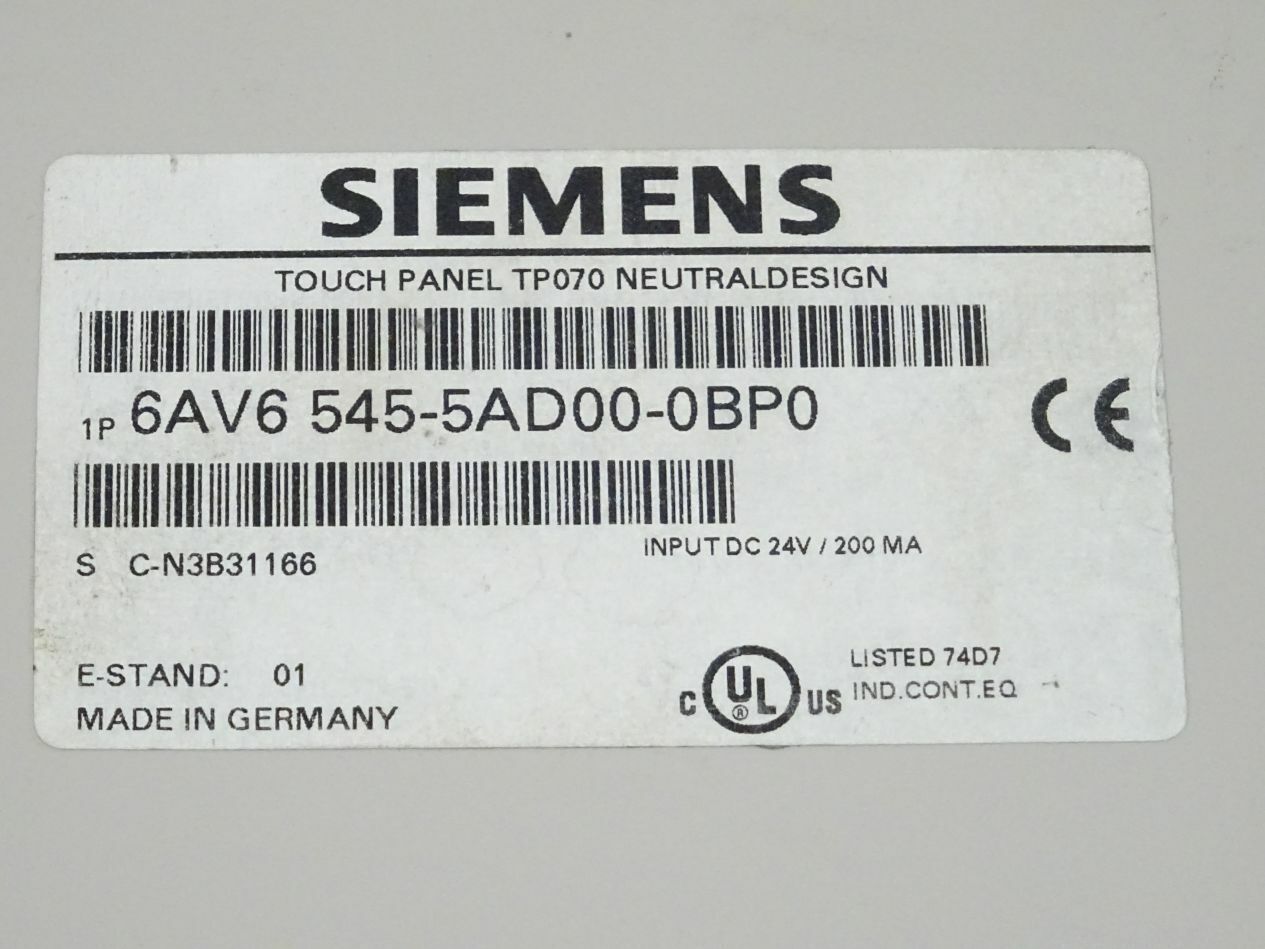 SIEMENS
TOUCH PANEL TP070 NEUTRALDESIGN
1P 6AV6 545-5AD00-0BP0
CE
INPUT DC 24V / 200 MA
S C-N3B31166
E-STAND: 01
MADE IN GERMANY
C UL ® US
LISTED 74D7
IND.CONT.EQ